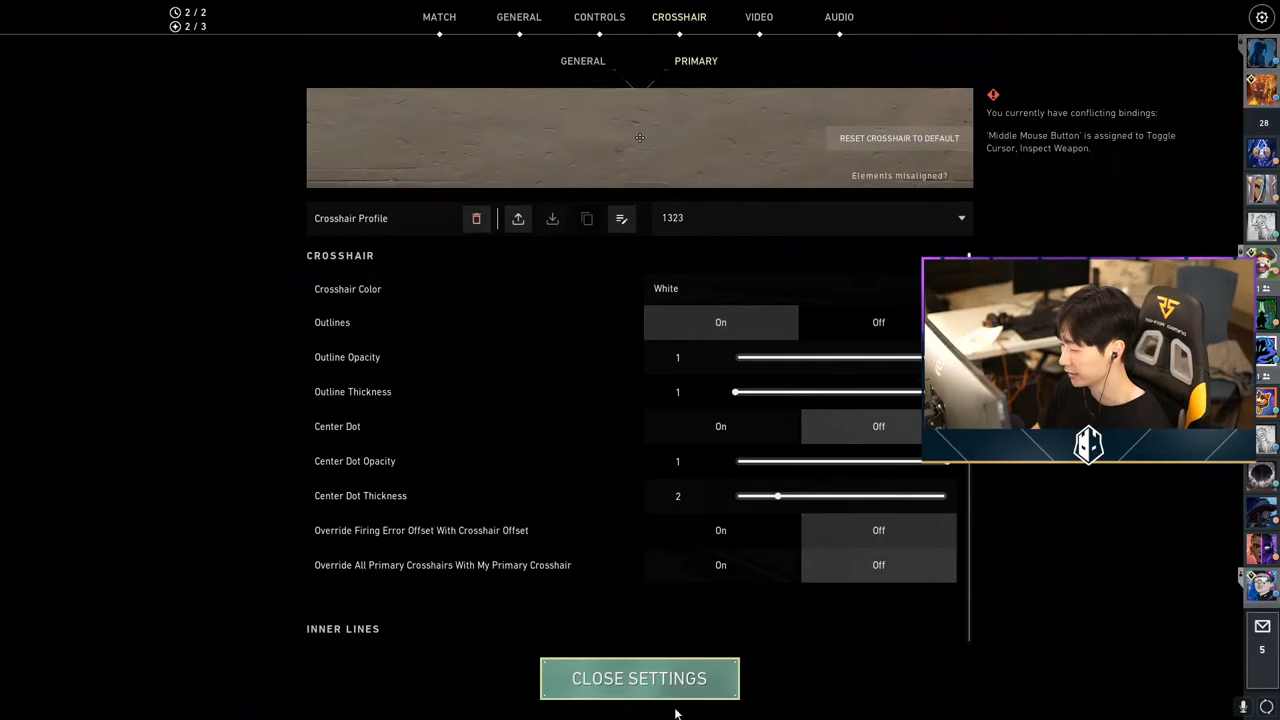 2 / 2
2 / 3
MATCH
GENERAL
CONTROLS
CROSSHAIR
VIDEO
AUDIO
GENERAL
PRIMARY
RESET CROSSHAIR TO DEFAULT
Elements misaligned?
You currently have conflicting bindings:
'Middle Mouse Button' is assigned to Toggle
Cursor, Inspect Weapon.
28
Crosshair Profile
1323
CROSSHAIR
Crosshair Color
White
Outlines
On
Off
Outline Opacity
1
Outline Thickness
1
Center Dot
On
Off
Center Dot Opacity
1
Center Dot Thickness
2
Override Firing Error Offset With Crosshair Offset
On
Off
Override All Primary Crosshairs With My Primary Crosshair
On
Off
INNER LINES
CLOSE SETTINGS
1
1
5